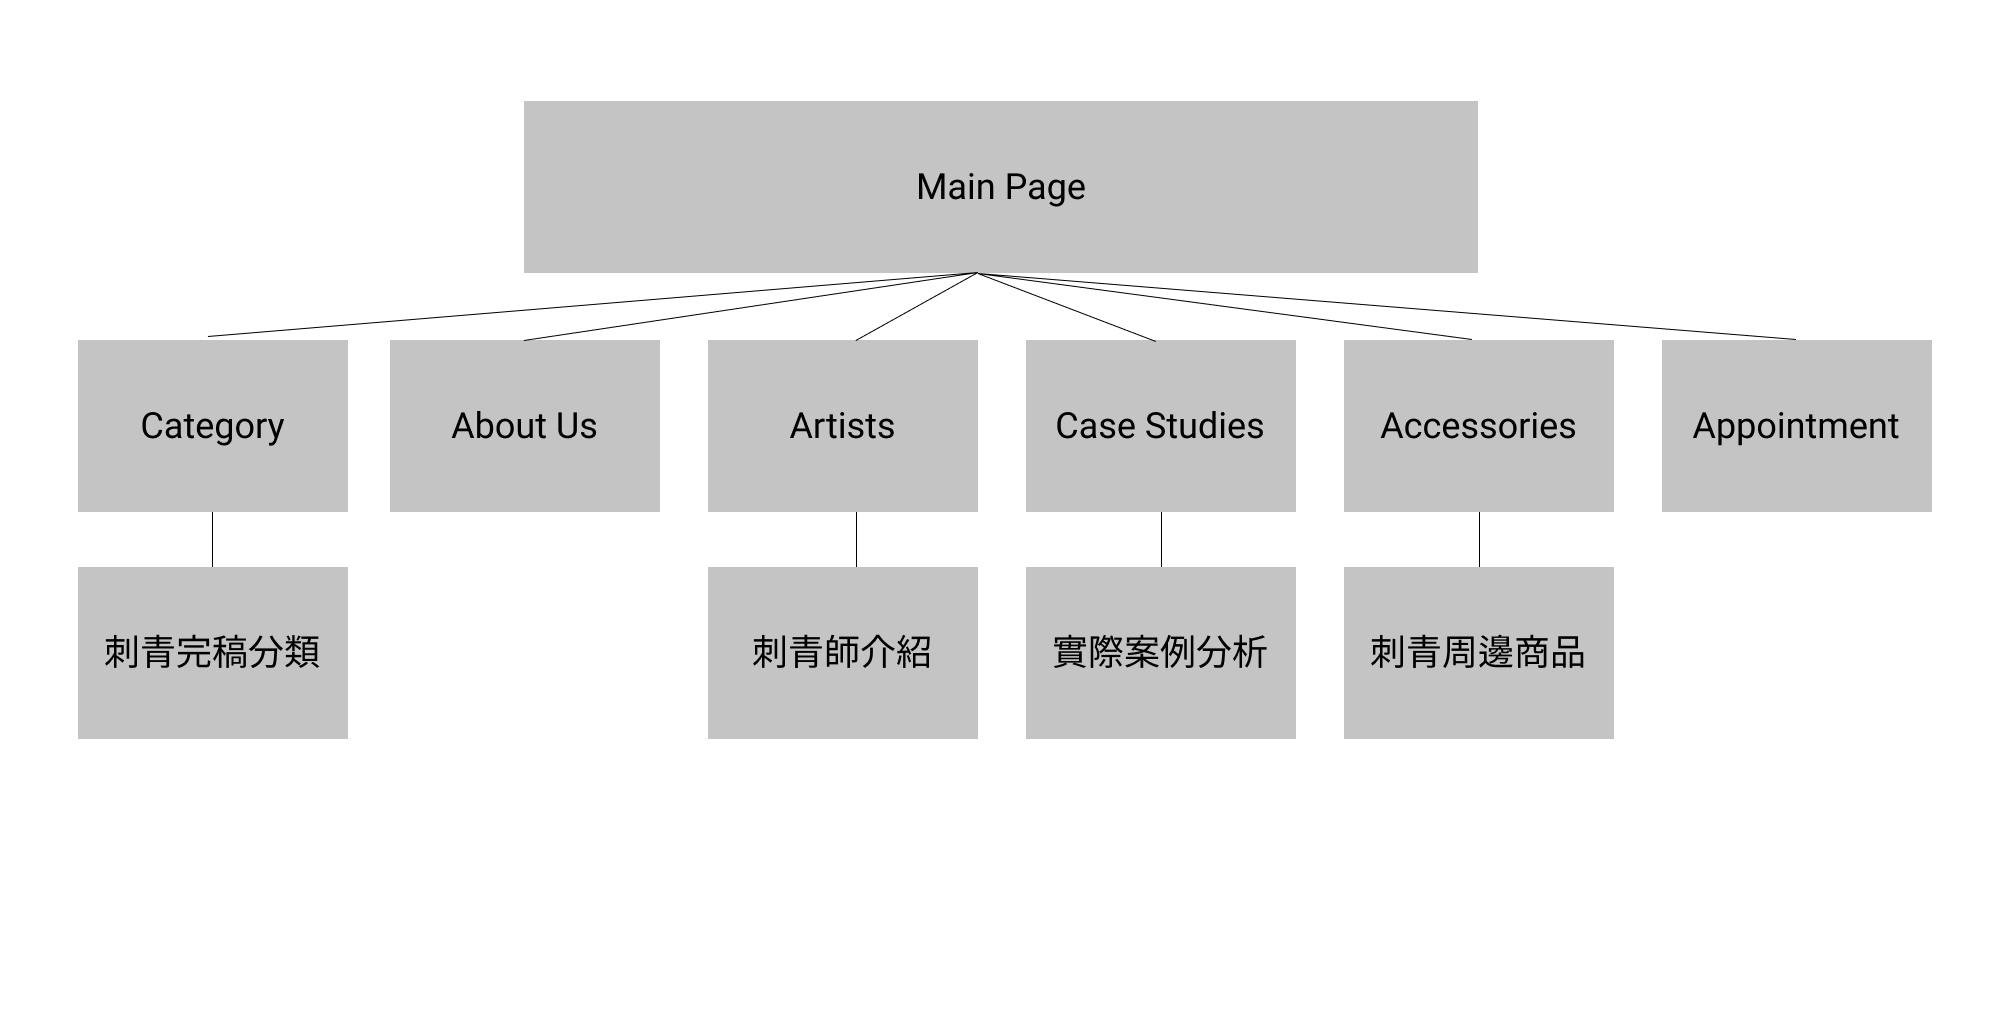 Main Page
Category
About Us
Artists
Case Studies
Accessories
Appointment
刺青完稿分類
刺青師介紹
實際案例分析
刺青周邊商品